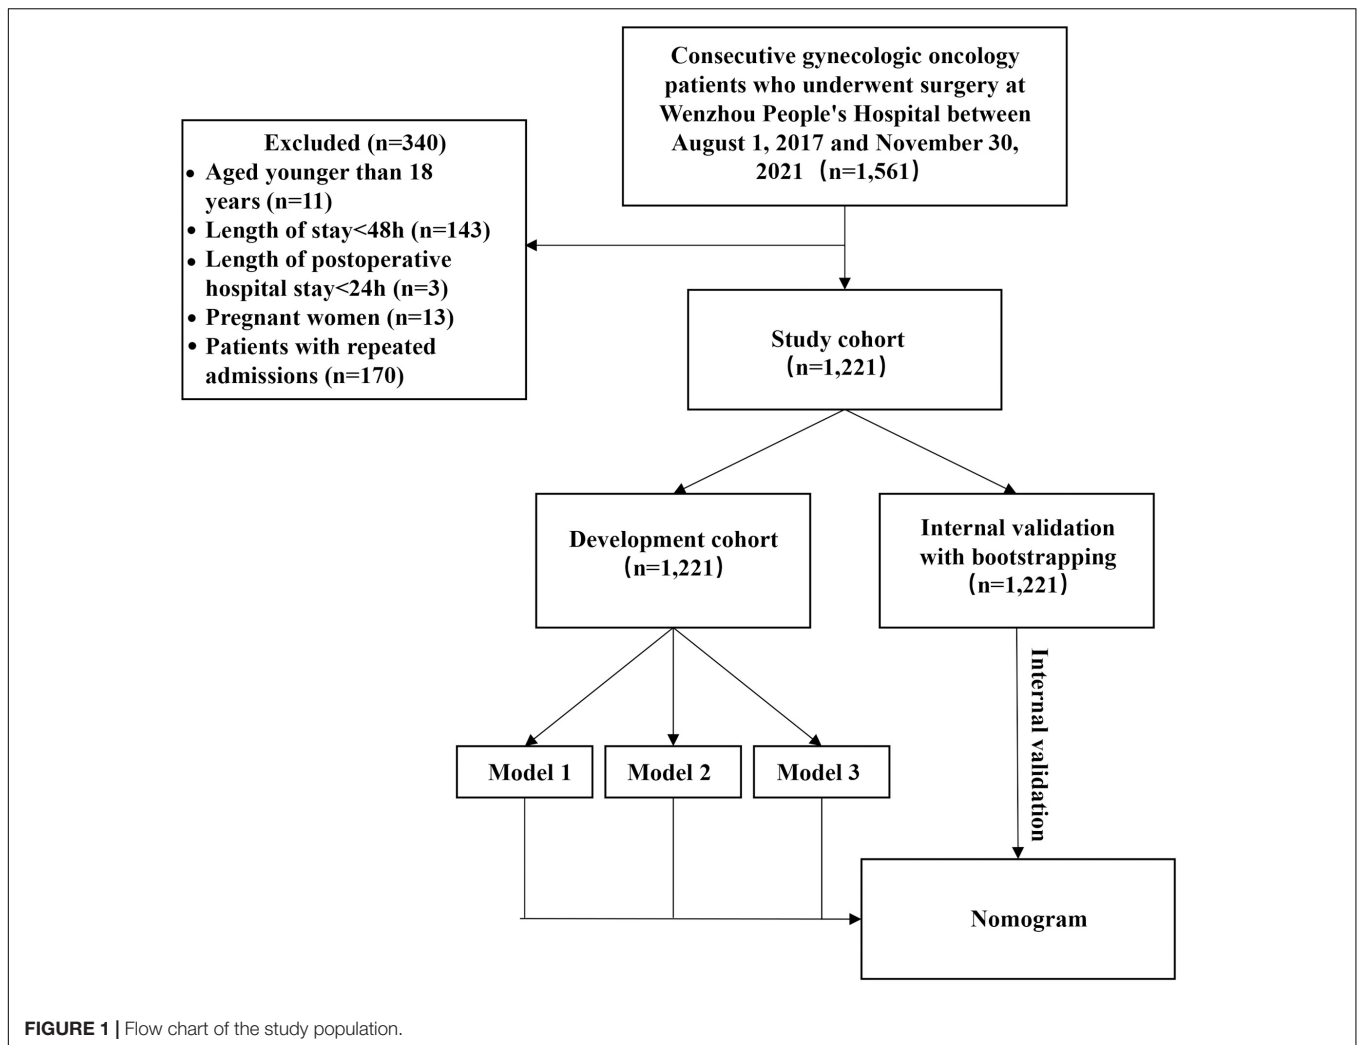 Consecutive gynecologic oncology
patients who underwent surgery at
Wenzhou People's Hospital between
August 1, 2017 and November 30,
2021（n=1,561）
Excluded (n=340)
• Aged younger than 18
years (n=11)
• Length of stay<48h (n=143)
• Length of postoperative
hospital stay<24h (n=3)
• Pregnant women (n=13)
• Patients with repeated
admissions (n=170)
Study cohort
（n=1,221）
Development cohort
（n=1,221）
Internal validation
with bootstrapping
（n=1,221）
Internal validation
Model 1
Model 2
Model 3
Nomogram
FIGURE 1 | Flow chart of the study population.